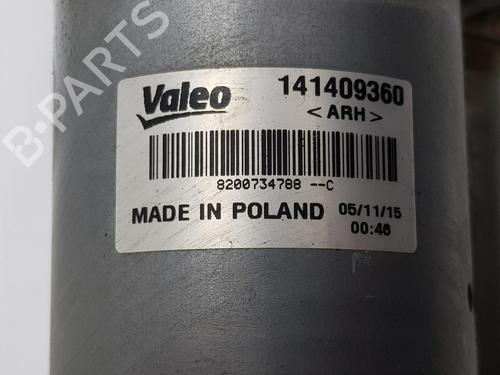 B-PARTS
Valeo
141409360
<ARH>
8200734788 --C
MADE IN POLAND
05/11/15
00:46